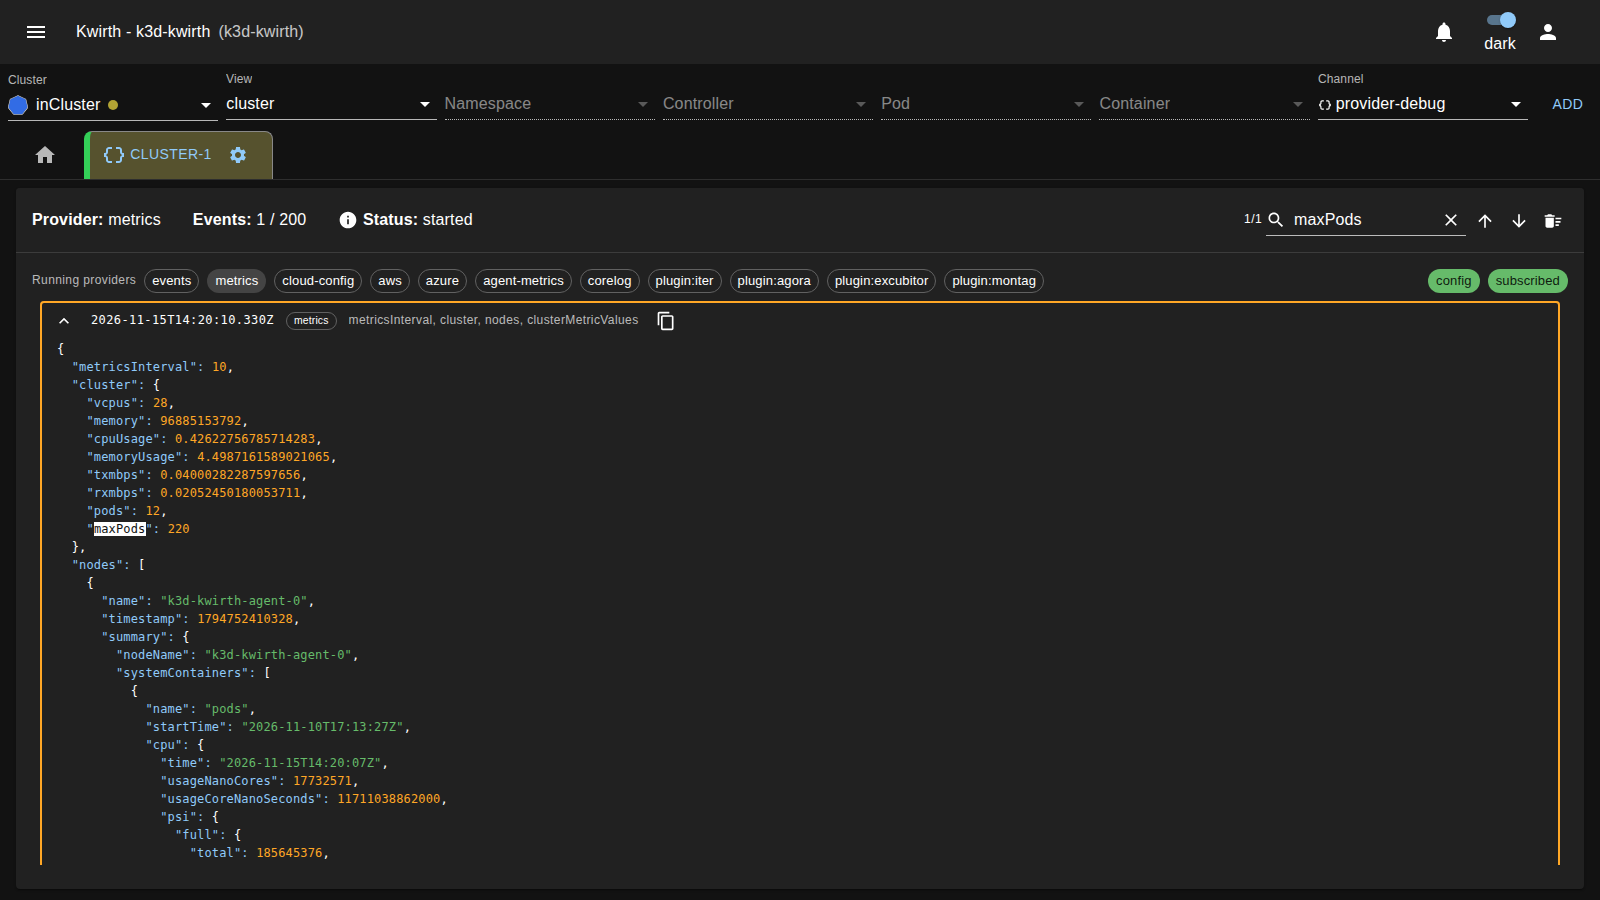 Kwirth - k3d-kwirth (k3d-kwirth)
dark
Cluster
inCluster
View
cluster
Namespace
Controller
Pod
Container
Channel
provider-debug
ADD
CLUSTER-1
Provider: metrics
Events: 1 / 200
Status: started
1/1
maxPods
Running providers
events
metrics
cloud-config
aws
azure
agent-metrics
corelog
plugin:iter
plugin:agora
plugin:excubitor
plugin:montag
config
subscribed
2026-11-15T14:20:10.330Z metrics metricsInterval, cluster, nodes, clusterMetricValues
{
"metricsInterval": 10,
"cluster": {
"vcpus": 28,
"memory": 96885153792,
"cpuUsage": 0.42622756785714283,
"memoryUsage": 4.4987161589021065,
"txmbps": 0.04000282287597656,
"rxmbps": 0.02052450180053711,
"pods": 12,
"maxPods": 220
},
"nodes": [
{
"name": "k3d-kwirth-agent-0",
"timestamp": 1794752410328,
"summary": {
"nodeName": "k3d-kwirth-agent-0",
"systemContainers": [
{
"name": "pods",
"startTime": "2026-11-10T17:13:27Z",
"cpu": {
"time": "2026-11-15T14:20:07Z",
"usageNanoCores": 17732571,
"usageCoreNanoSeconds": 11711038862000,
"psi": {
"full": {
"total": 185645376,